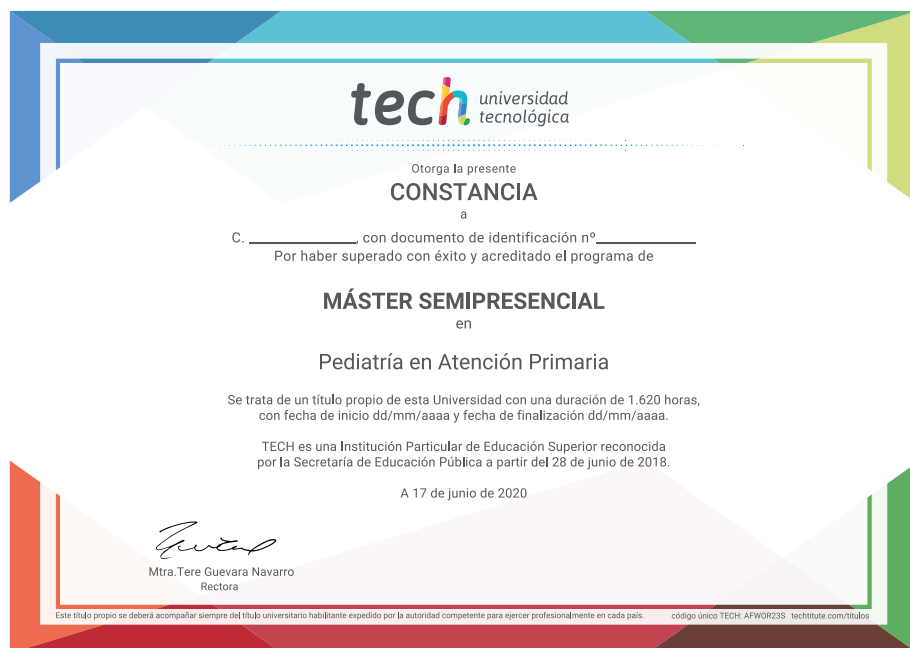 tech universidad
tecnológica
Otorga la presente
CONSTANCIA
a
C. ____________, con documento de identificación nº____________
Por haber superado con éxito y acreditado el programa de
MÁSTER SEMIPRESENCIAL
en
Pediatría en Atención Primaria
Se trata de un título propio de esta Universidad con una duración de 1.620 horas,
con fecha de inicio dd/mm/aaaa y fecha de finalización dd/mm/aaaa.
TECH es una Institución Particular de Educación Superior reconocida
por la Secretaría de Educación Pública a partir del 28 de junio de 2018.
A 17 de junio de 2020
Mtra.Tere Guevara Navarro
Rectora
Este título propio se deberá acompañar siempre del título universitario habilitante expedido por la autoridad competente para ejercer profesionalmente en cada país. código único TECH: AFWOR23S techtitute.com/titulos